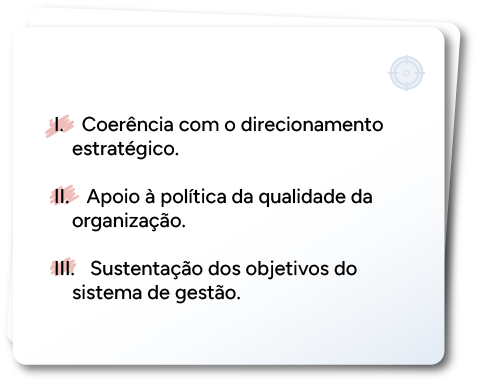 I. Coerência com o direcionamento
estratégico.
II. Apoio à política da qualidade da
organização.
III. Sustentação dos objetivos do
sistema de gestão.